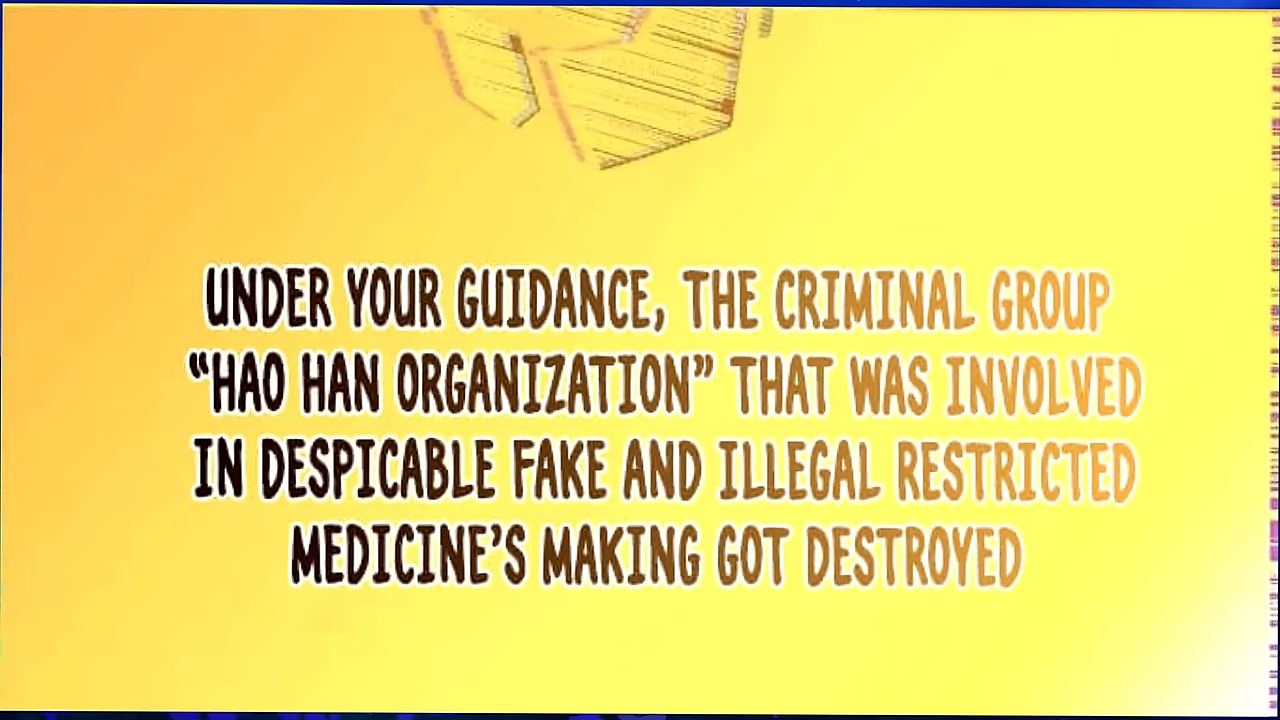 UNDER YOUR GUIDANCE, THE CRIMINAL GROUP
“HAO HAN ORGANIZATION” THAT WAS INVOLVED
IN DESPICABLE FAKE AND ILLEGAL RESTRICTED
MEDICINE’S MAKING GOT DESTROYED